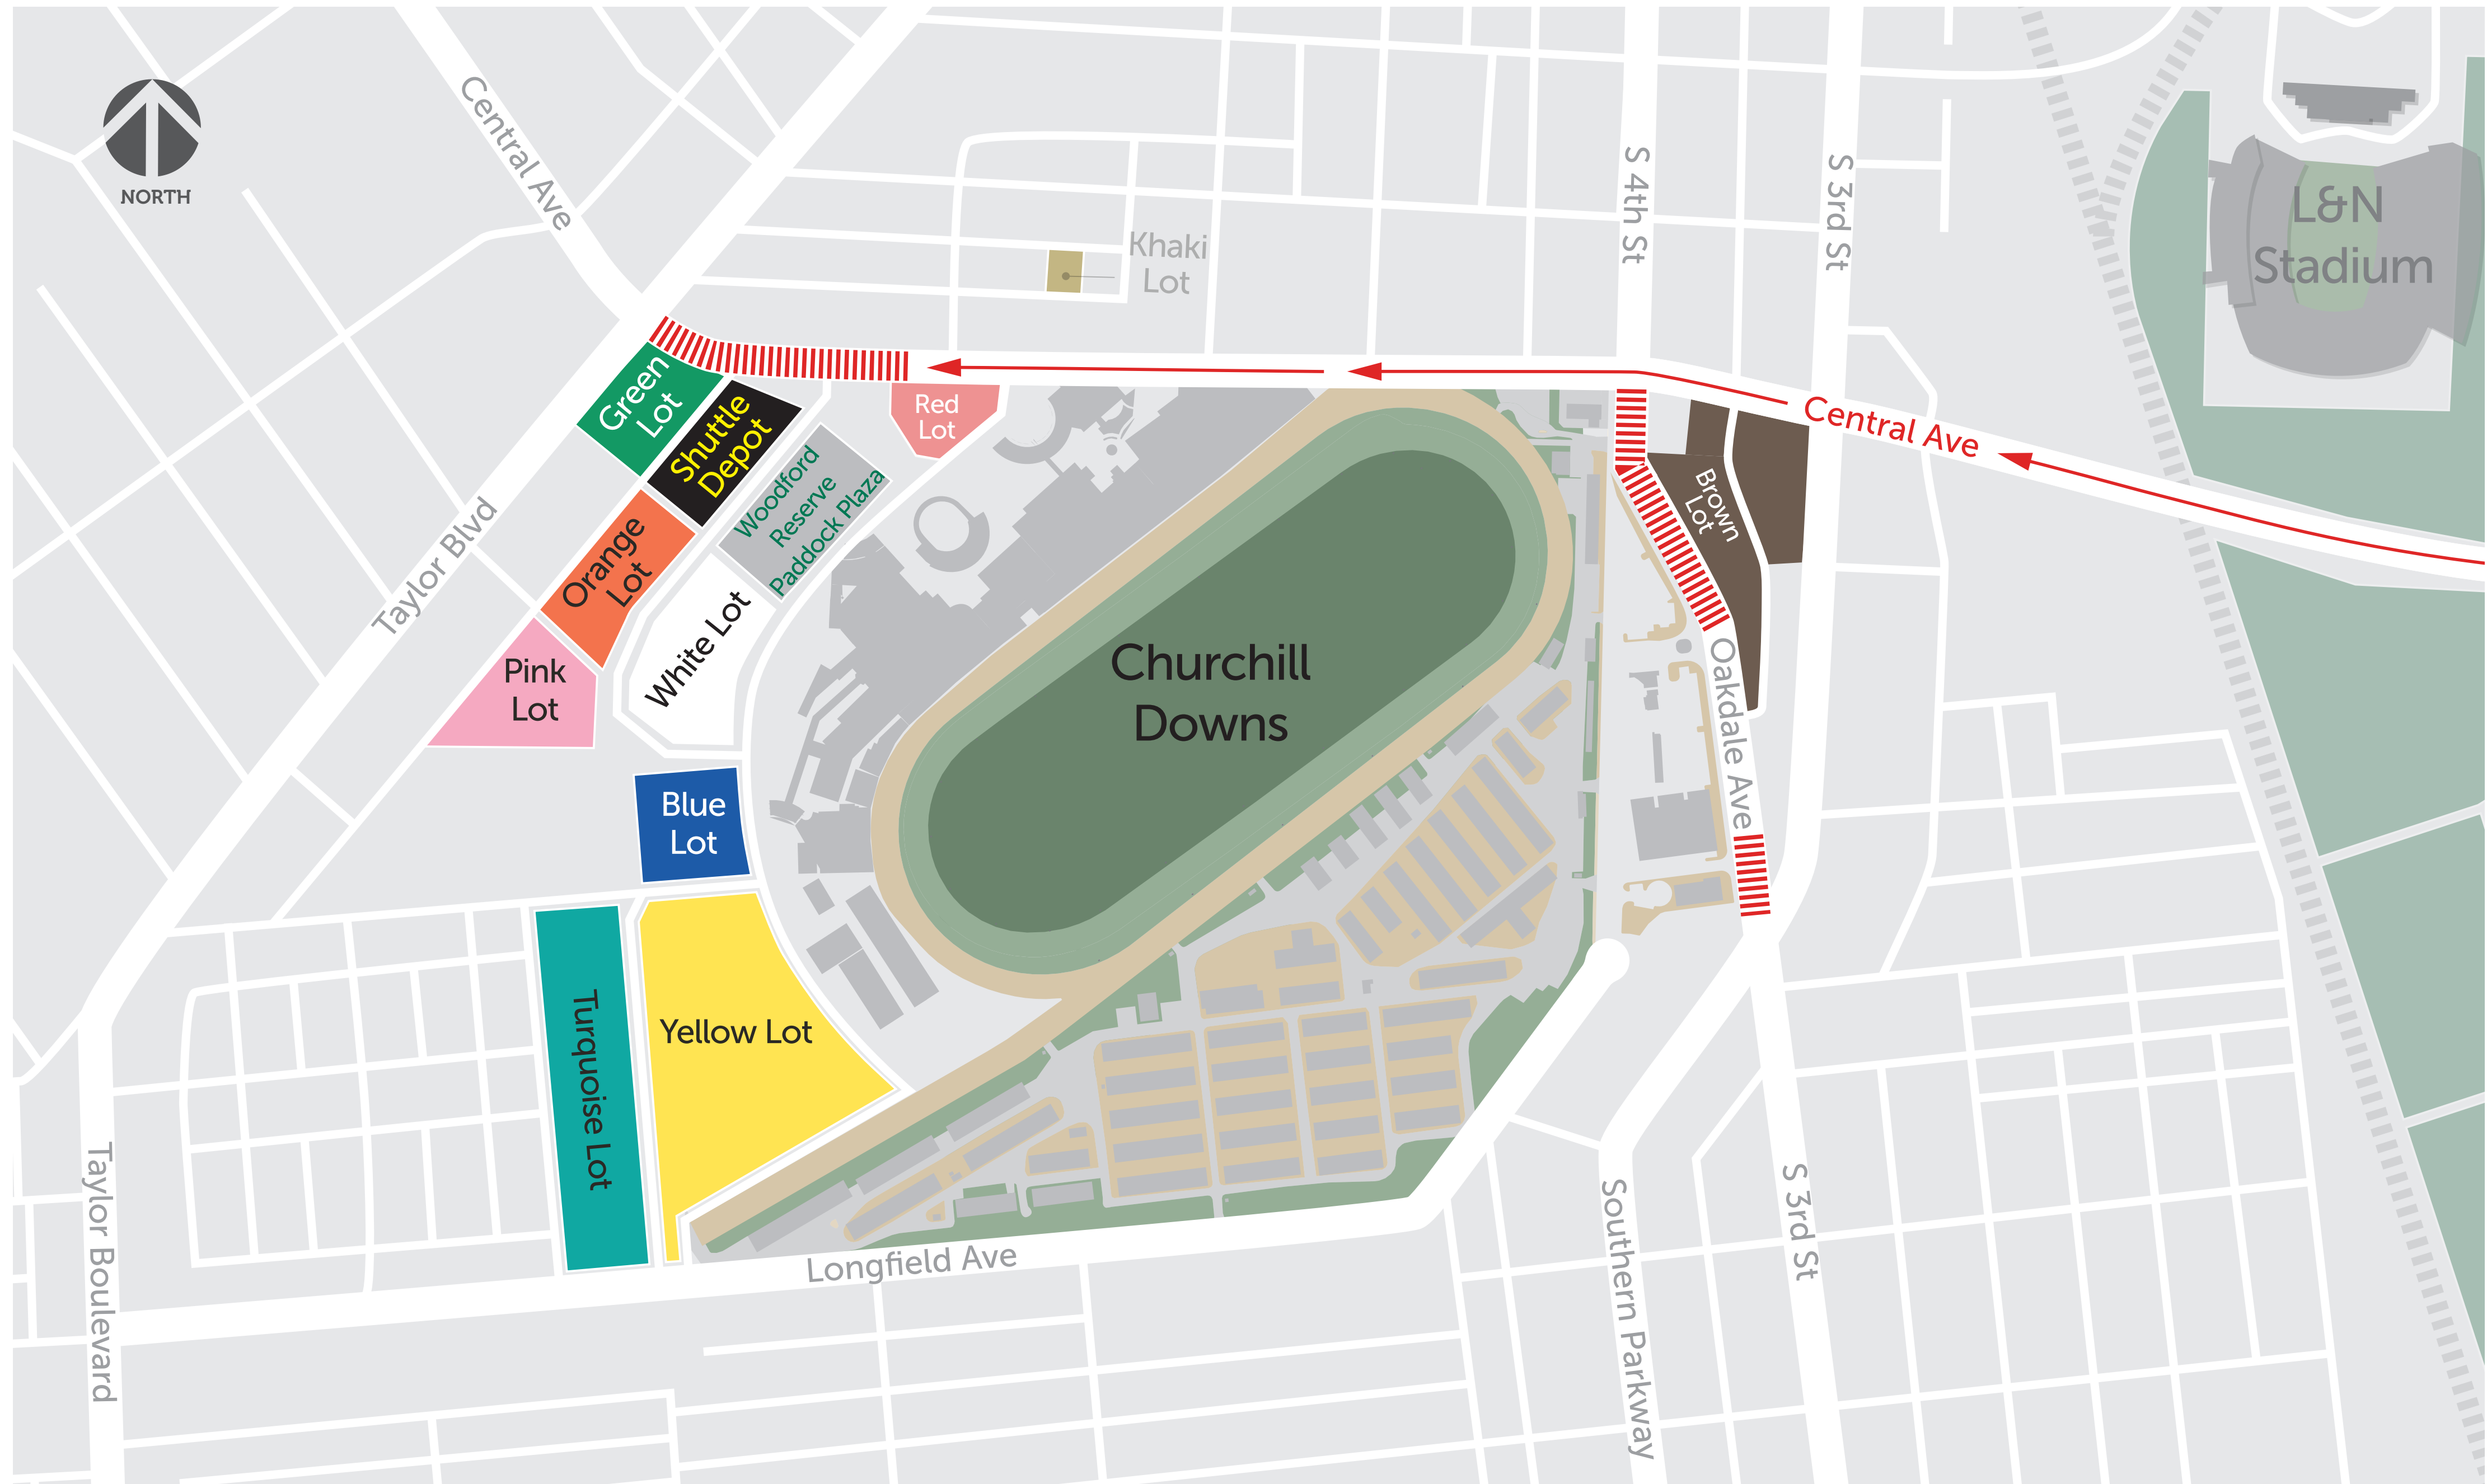 NORTH
Central Ave
Khaki
Lot
S 4th St
S 3rd St
L&N
Stadium
Green
Lot
Shuttle
Depot
Red
Lot
Central Ave
Woodford
Reserve
Paddock Plaza
Brown
Lot
Taylor Blvd
Orange
Lot
White Lot
Pink
Lot
Churchill
Downs
Oakdale Ave
Blue
Lot
Turquoise Lot
Yellow Lot
Taylor Boulevard
Longfield Ave
Southern Parkway
S 3rd St